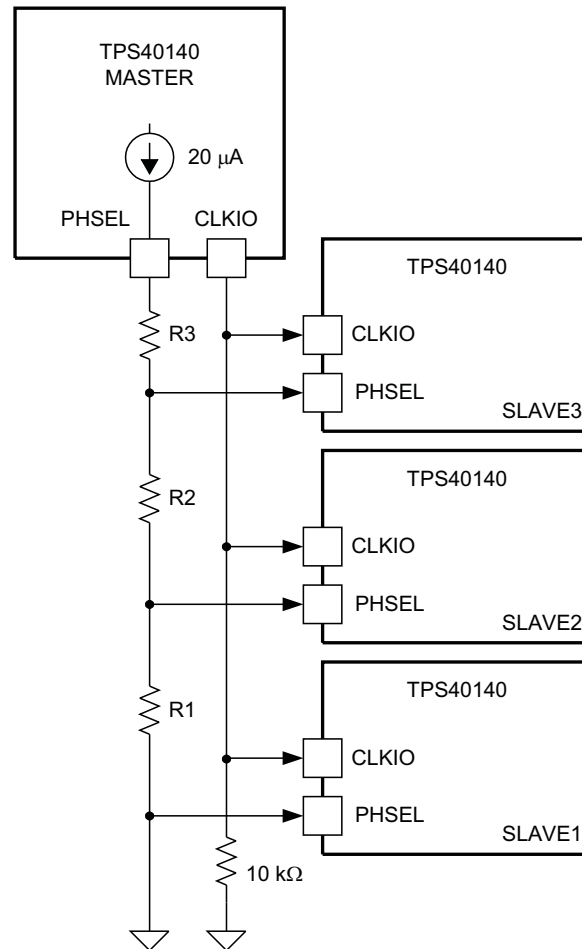 TPS40140
MASTER
20 μA
PHSEL CLKIO
TPS40140
R3
CLKIO
PHSEL
SLAVE3
TPS40140
R2
CLKIO
PHSEL
SLAVE2
TPS40140
R1
CLKIO
PHSEL
SLAVE1
10 kΩ